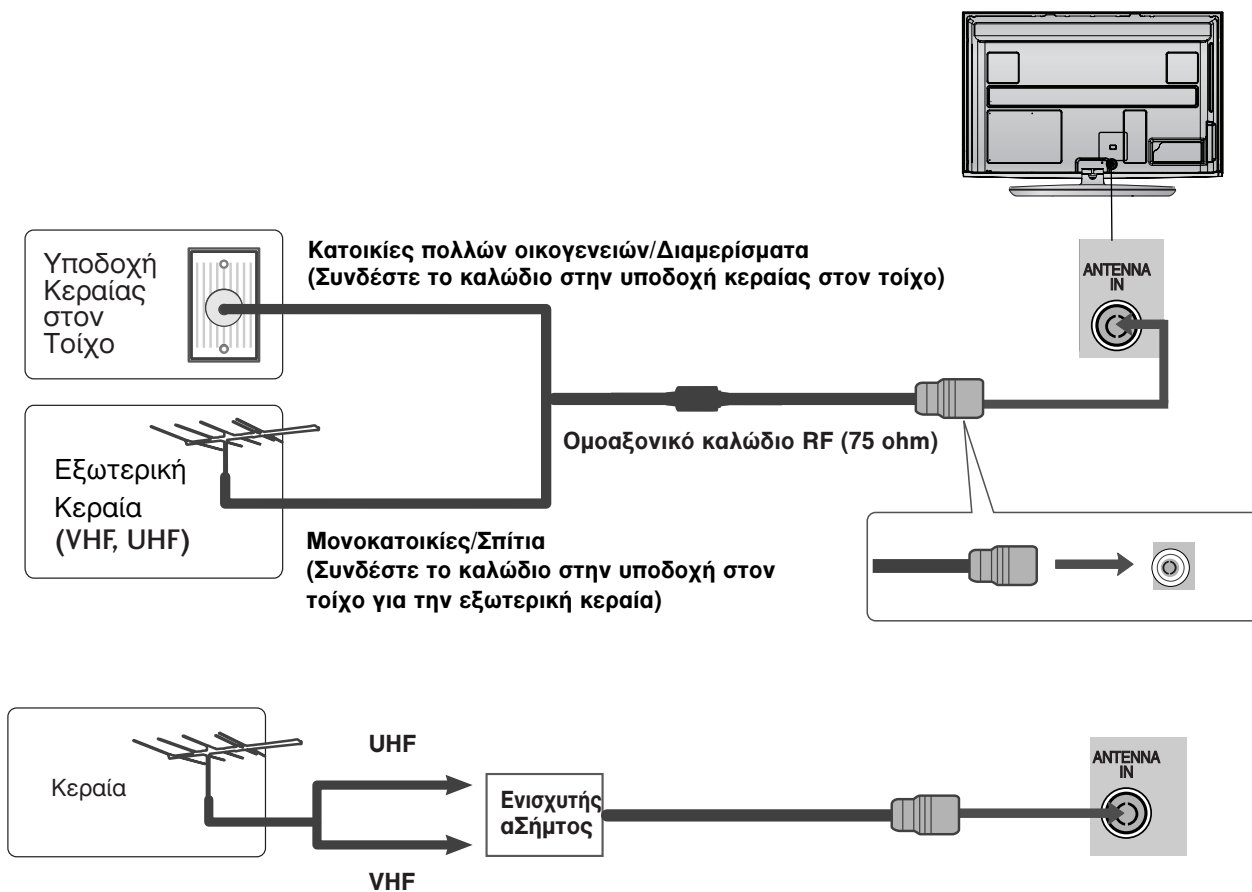 Υποδοχή
Κεραίας
στον
Τοίχο
Κατοικίες πολλών οικογενειών/Διαμερίσματα
(Συνδέστε το καλώδιο στην υποδοχή κεραίας στον τοίχο)
ANTENNA
IN
Ομοαξονικό καλώδιο RF (75 ohm)
Εξωτερική
Κεραία
(VHF, UHF)
Μονοκατοικίες/Σπίτια
(Συνδέστε το καλώδιο στην υποδοχή στον
τοίχο για την εξωτερική κεραία)
Κεραία
UHF
VHF
Ενισχυτής
αΣήμτος
ANTENNA
IN